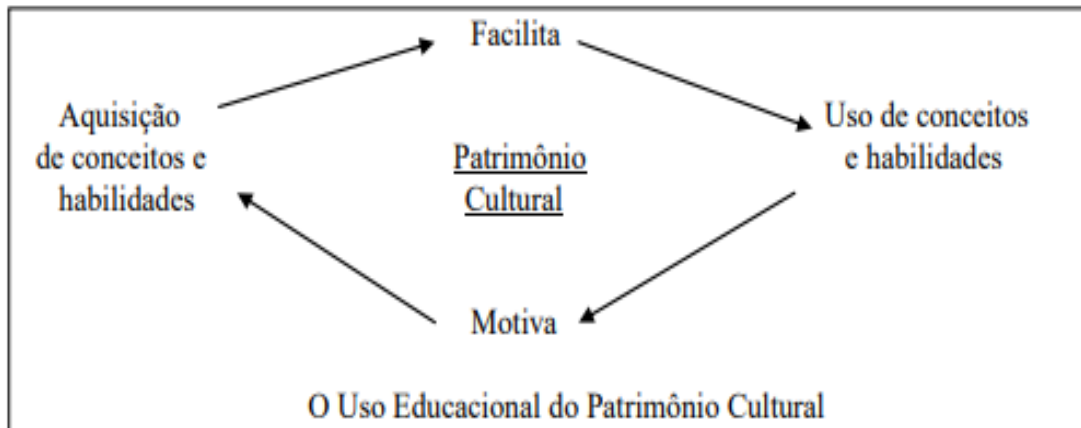 Facilita
Aquisição
de conceitos e
habilidades
Patrimônio
Cultural
Uso de conceitos
e habilidades
Motiva
O Uso Educacional do Patrimônio Cultural